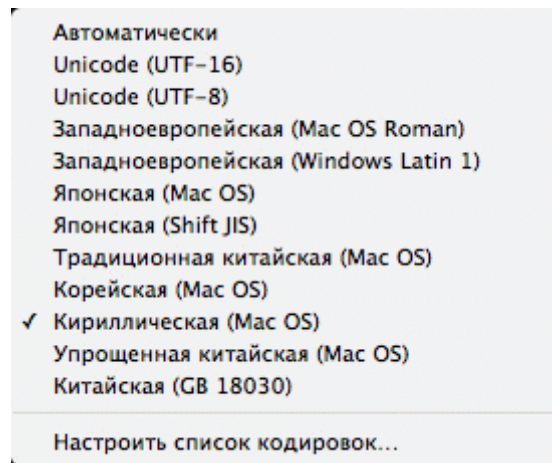 Автоматически
Unicode (UTF-16)
Unicode (UTF-8)
Западноевропейская (Mac OS Roman)
Западноевропейская (Windows Latin 1)
Японская (Mac OS)
Японская (Shift JIS)
Традиционная китайская (Mac OS)
Корейская (Mac OS)
✓ Кириллическая (Mac OS)
Упрощенная китайская (Mac OS)
Китайская (GB 18030)
Настроить список кодировок...